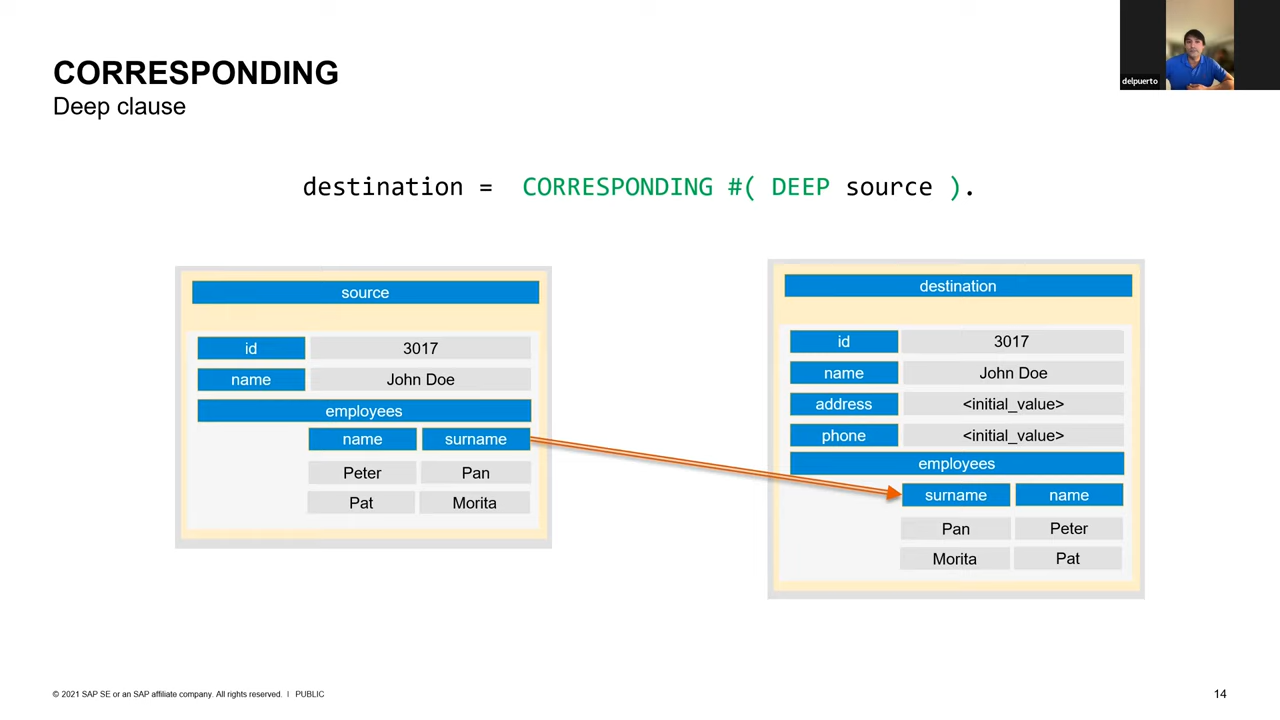 CORRESPONDING
Deep clause
delpuerto
destination = CORRESPONDING #( DEEP source ).
source
id 3017
name John Doe
employees
name surname
Peter Pan
Pat Morita
destination
id 3017
name John Doe
address <initial_value>
phone <initial_value>
employees
surname name
Pan Peter
Morita Pat
© 2021 SAP SE or an SAP affiliate company. All rights reserved. I PUBLIC
14